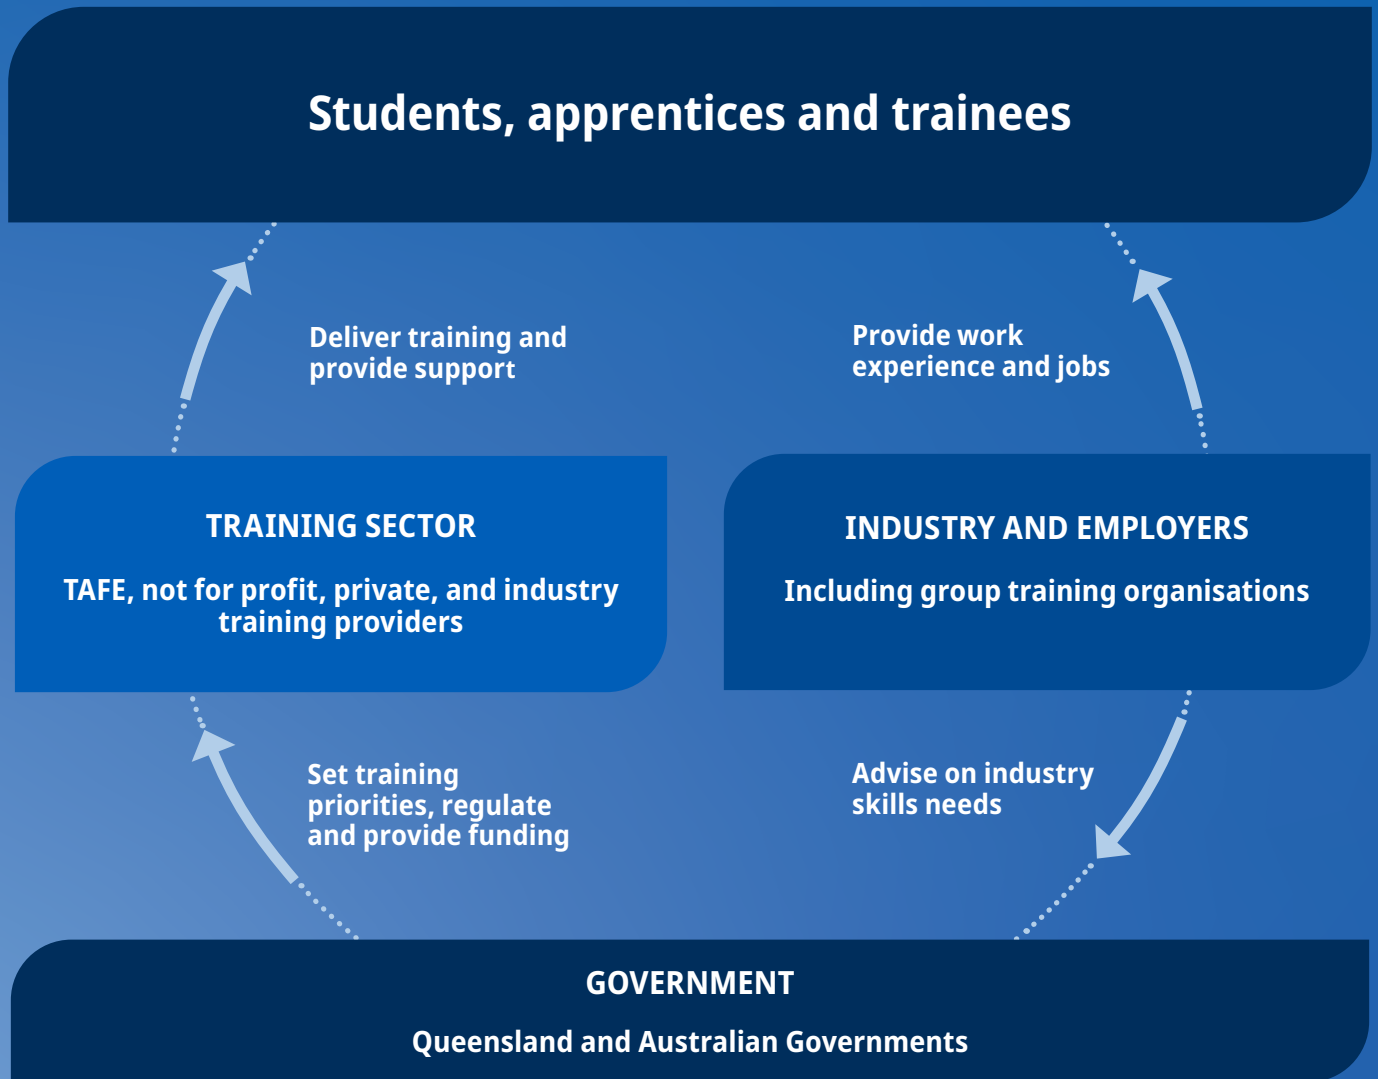 Students, apprentices and trainees
Deliver training and
provide support
Provide work
experience and jobs
TRAINING SECTOR
TAFE, not for profit, private, and industry
training providers
INDUSTRY AND EMPLOYERS
Including group training organisations
Set training
priorities, regulate
and provide funding
Advise on industry
skills needs
GOVERNMENT
Queensland and Australian Governments